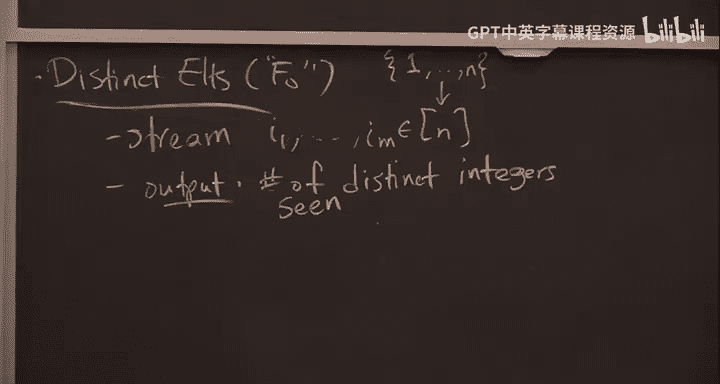 GPT中英字幕课程资源 bilibili
· Distinct Elts ("F₀") {1,...,n}
- stream i₁,...,iₘ ∈ [n]
- output: # of distinct integers
seen